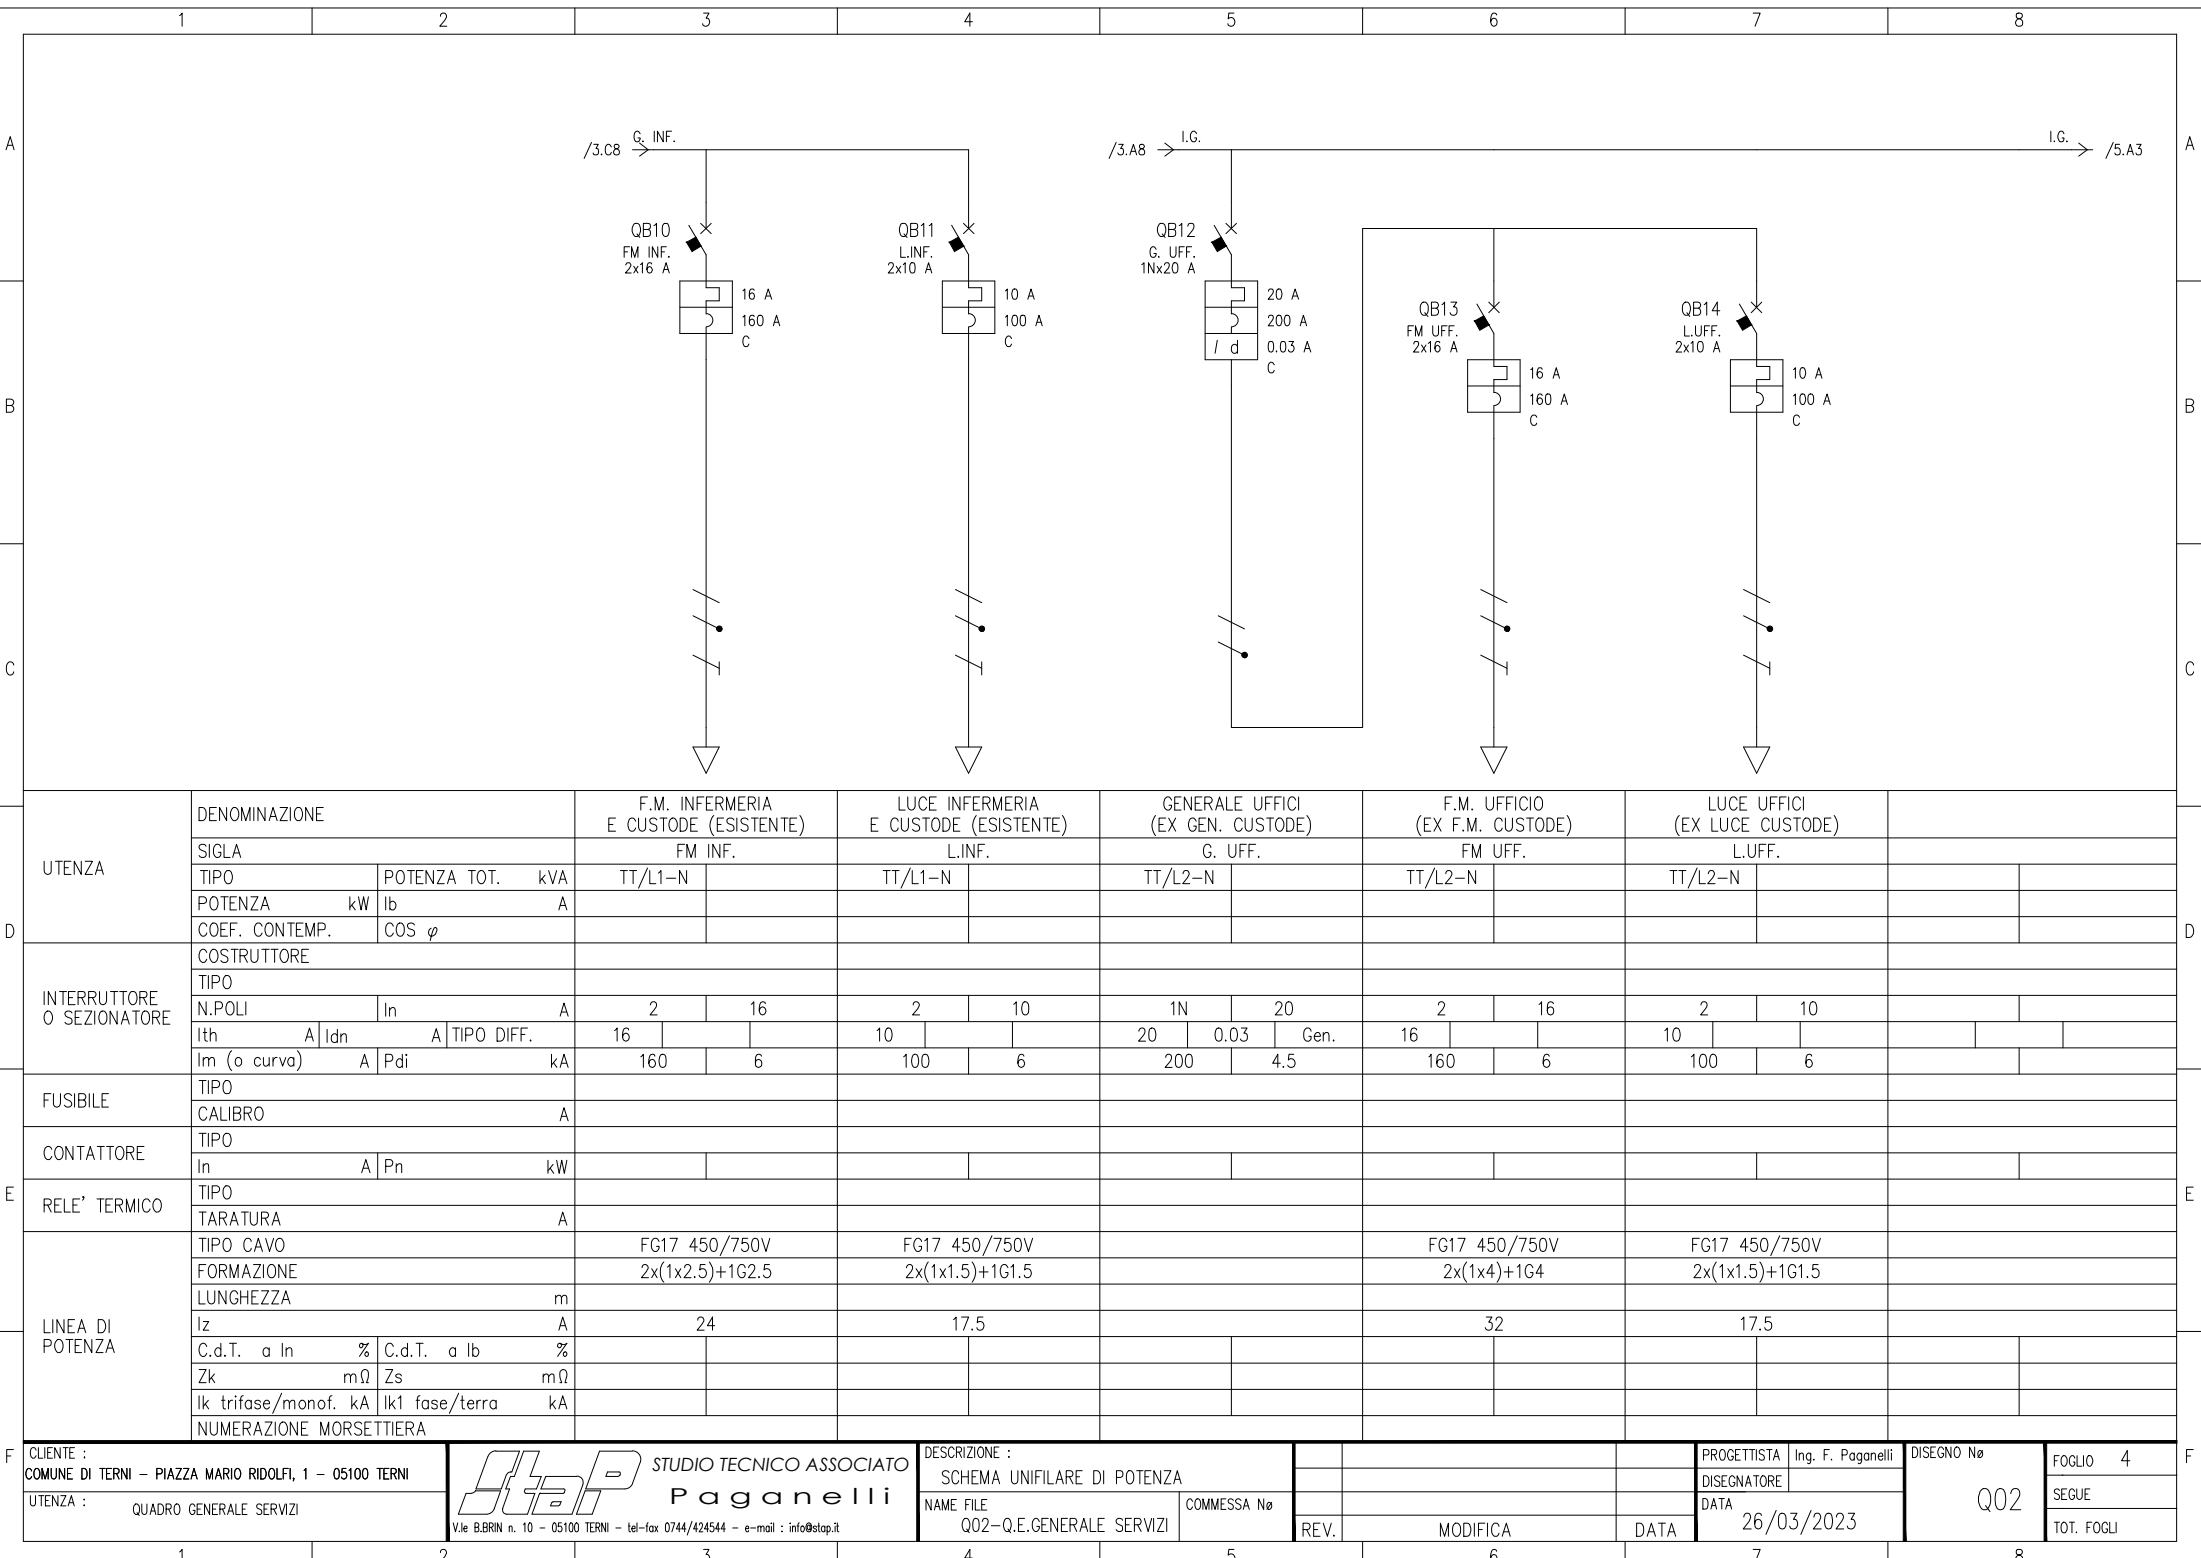 1 2 3 4 5 6 7 8
A A
/3.C8 G. INF.
/3.A8 I.G.
I.G. /5.A3
QB10
FM INF.
2x16 A
16 A
160 A
C
QB11
L.INF.
2x10 A
10 A
100 A
C
QB12
G. UFF.
1Nx20 A
20 A
200 A
I d 0.03 A
C
QB13
FM UFF.
2x16 A
16 A
160 A
C
QB14
L.UFF.
2x10 A
10 A
100 A
C
B B
C C
D D
E E
F F
UTENZA
DENOMINAZIONE
F.M. INFERMERIA
E CUSTODE (ESISTENTE)
LUCE INFERMERIA
E CUSTODE (ESISTENTE)
GENERALE UFFICI
(EX GEN. CUSTODE)
F.M. UFFICIO
(EX F.M. CUSTODE)
LUCE UFFICI
(EX LUCE CUSTODE)
SIGLA FM INF. L.INF. G. UFF. FM UFF. L.UFF.
TIPO POTENZA TOT. kVA TT/L1-N TT/L1-N TT/L2-N TT/L2-N TT/L2-N
POTENZA kW Ib A
COEF. CONTEMP. COS φ
INTERRUTTORE
O SEZIONATORE
COSTRUTTORE
TIPO
N.POLI In A 2 16 2 10 1N 20 2 16 2 10
Ith A Idn A TIPO DIFF. 16 10 20 0.03 Gen. 16 10
Im (o curva) A Pdi kA 160 6 100 6 200 4.5 160 6 100 6
FUSIBILE
TIPO
CALIBRO A
CONTATTORE
TIPO
In A Pn kW
RELE' TERMICO
TIPO
TARATURA A
LINEA DI
POTENZA
TIPO CAVO FG17 450/750V FG17 450/750V FG17 450/750V FG17 450/750V
FORMAZIONE 2x(1x2.5)+1G2.5 2x(1x1.5)+1G1.5 2x(1x4)+1G4 2x(1x1.5)+1G1.5
LUNGHEZZA m
Iz A 24 17.5 32 17.5
C.d.T. a In % C.d.T. a Ib %
Zk mΩ Zs mΩ
Ik trifase/monof. kA Ik1 fase/terra kA
NUMERAZIONE MORSETTIERA
CLIENTE :
COMUNE DI TERNI - PIAZZA MARIO RIDOLFI, 1 - 05100 TERNI
UTENZA : QUADRO GENERALE SERVIZI
StaP
STUDIO TECNICO ASSOCIATO
Paganelli
V.le B.BRIN n. 10 - 05100 TERNI - tel-fax 0744/424544 - e-mail : info@stap.it
DESCRIZIONE :
SCHEMA UNIFILARE DI POTENZA
NAME FILE
Q02-Q.E.GENERALE SERVIZI
COMMESSA Nø
REV. MODIFICA DATA
PROGETTISTA Ing. F. Paganelli
DISEGNATORE
DATA
26/03/2023
DISEGNO Nø
Q02
FOGLIO 4
SEGUE
TOT. FOGLI
1 2 3 4 5 6 7 8